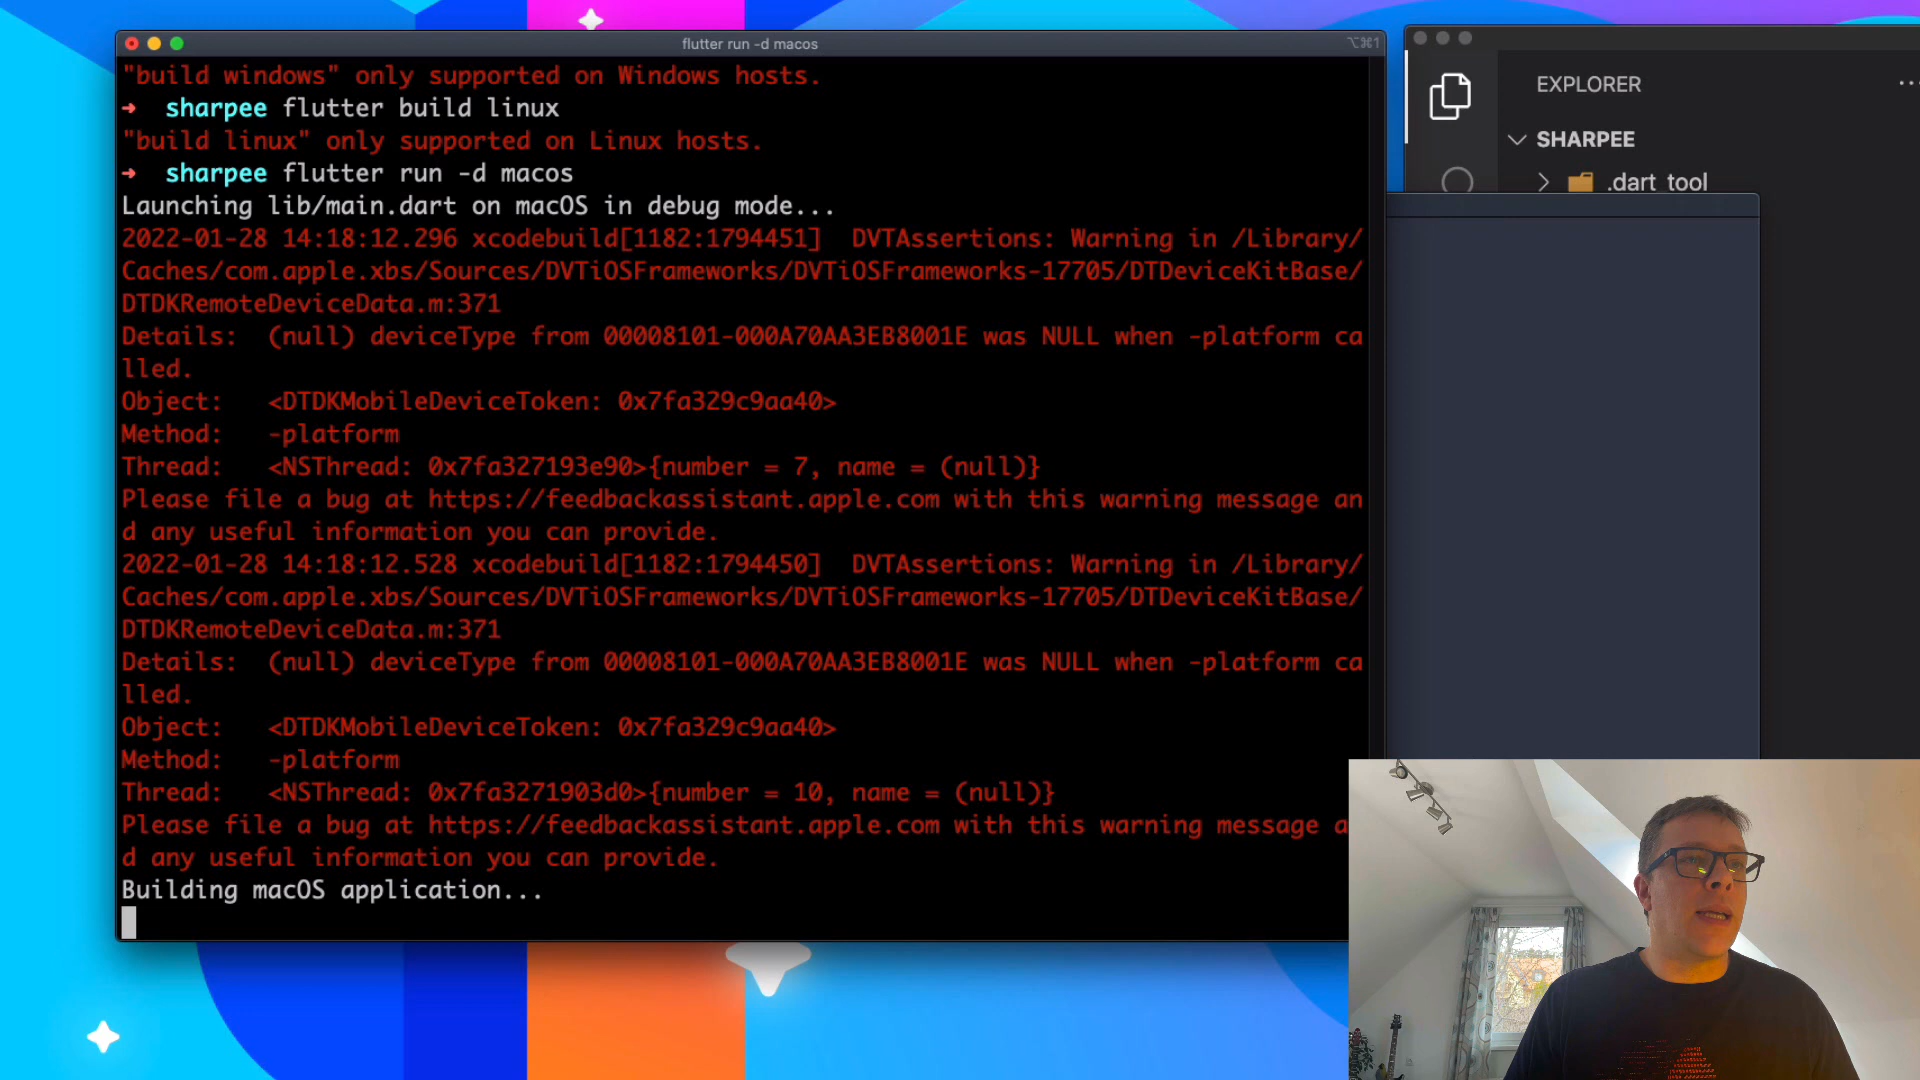 flutter run -d macos
⌥⌘1
"build windows" only supported on Windows hosts.
➜ sharpee flutter build linux
"build linux" only supported on Linux hosts.
➜ sharpee flutter run -d macos
Launching lib/main.dart on macOS in debug mode...
2022-01-28 14:18:12.296 xcodebuild[1182:1794451] DVTAssertions: Warning in /Library/
Caches/com.apple.xbs/Sources/DVTiOSFrameworks/DVTiOSFrameworks-17705/DTDeviceKitBase/
DTDKRemoteDeviceData.m:371
Details: (null) deviceType from 00008101-000A70AA3EB8001E was NULL when -platform ca
lled.
Object: <DTDKMobileDeviceToken: 0x7fa329c9aa40>
Method: -platform
Thread: <NSThread: 0x7fa327193e90>{number = 7, name = (null)}
Please file a bug at https://feedbackassistant.apple.com with this warning message an
d any useful information you can provide.
2022-01-28 14:18:12.528 xcodebuild[1182:1794450] DVTAssertions: Warning in /Library/
Caches/com.apple.xbs/Sources/DVTiOSFrameworks/DVTiOSFrameworks-17705/DTDeviceKitBase/
DTDKRemoteDeviceData.m:371
Details: (null) deviceType from 00008101-000A70AA3EB8001E was NULL when -platform ca
lled.
Object: <DTDKMobileDeviceToken: 0x7fa329c9aa40>
Method: -platform
Thread: <NSThread: 0x7fa3271903d0>{number = 10, name = (null)}
Please file a bug at https://feedbackassistant.apple.com with this warning message a
d any useful information you can provide.
Building macOS application...
EXPLORER
SHARPEE
.dart_tool